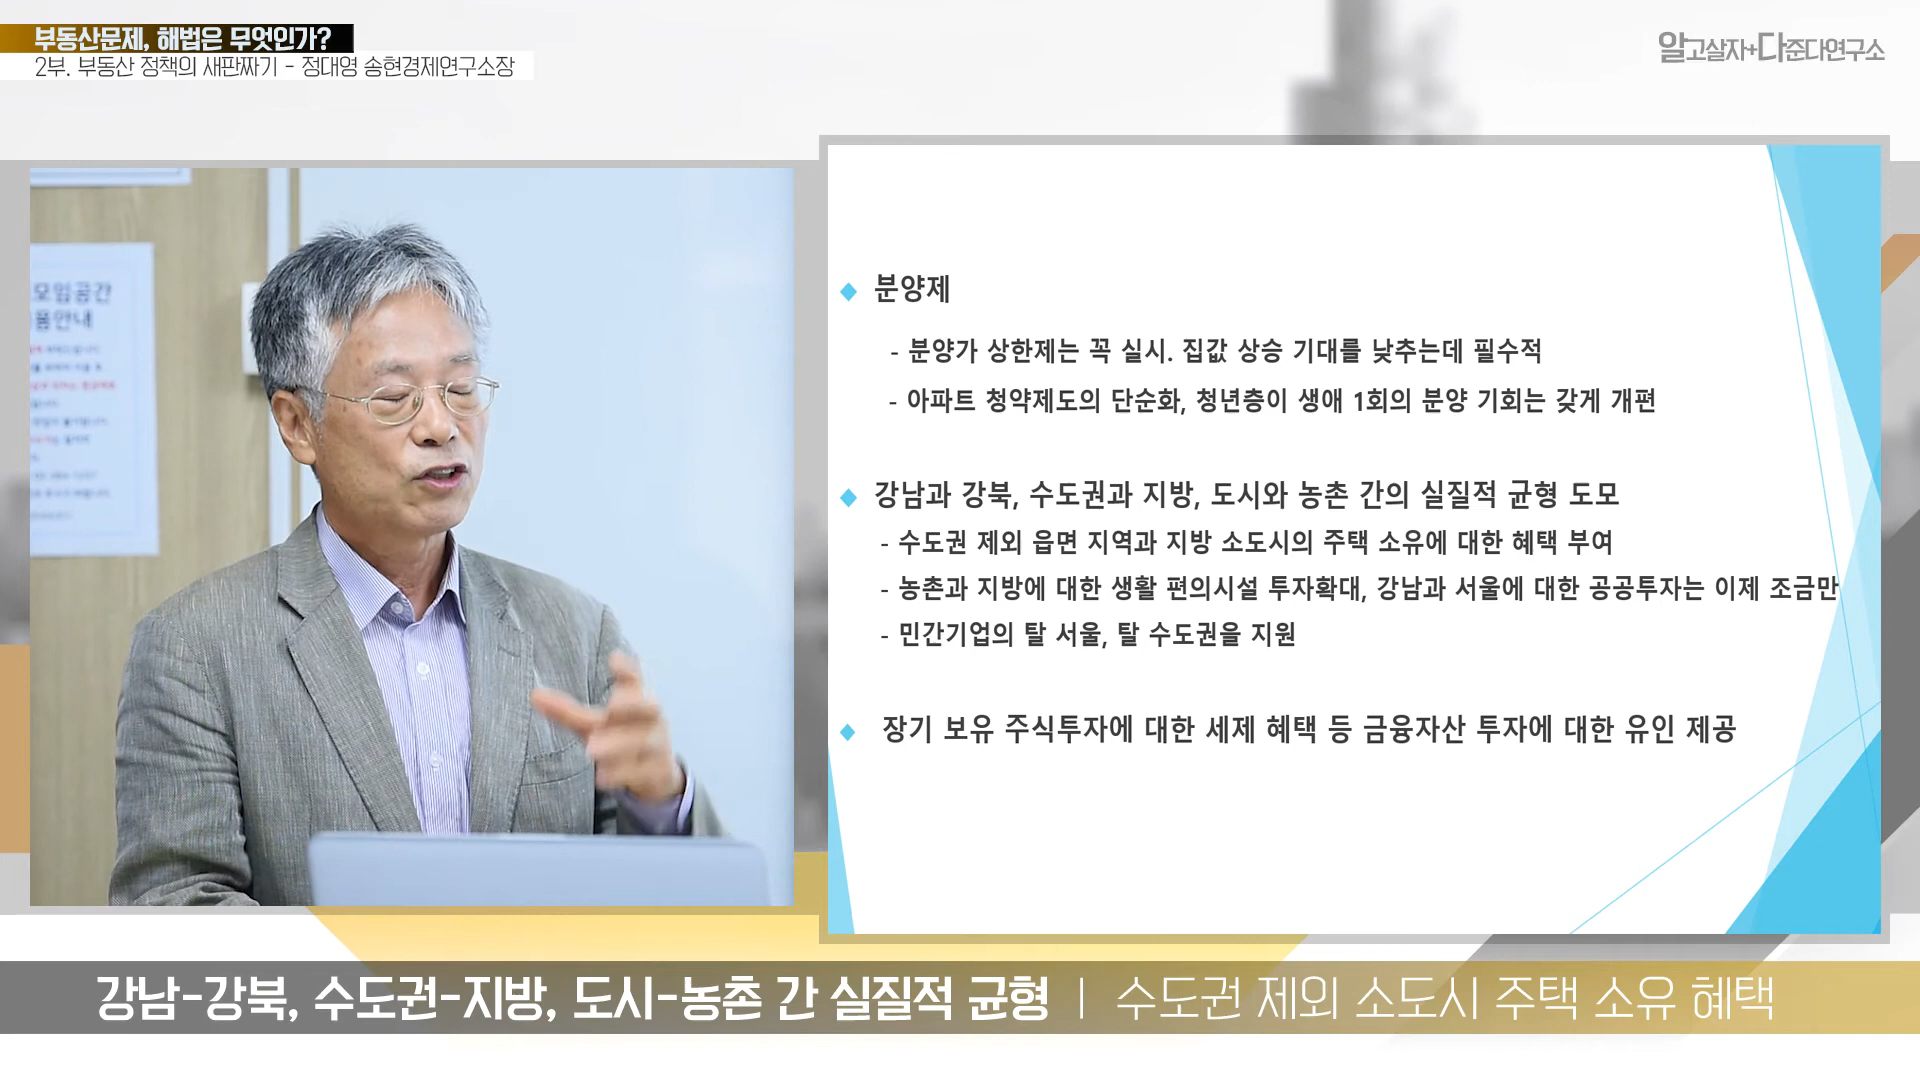 부동산문제, 해법은 무엇인가?
2부. 부동산 정책의 새판짜기 - 정대영 송현경제연구소장
알고살자+다준다연구소
모임공간
용안내
분양제
- 분양가 상한제는 꼭 실시. 집값 상승 기대를 낮추는데 필수적
- 아파트 청약제도의 단순화, 청년층이 생애 1회의 분양 기회는 갖게 개편
강남과 강북, 수도권과 지방, 도시와 농촌 간의 실질적 균형 도모
- 수도권 제외 읍면 지역과 지방 소도시의 주택 소유에 대한 혜택 부여
- 농촌과 지방에 대한 생활 편의시설 투자확대, 강남과 서울에 대한 공공투자는 이제 조금만
- 민간기업의 탈 서울, 탈 수도권을 지원
장기 보유 주식투자에 대한 세제 혜택 등 금융자산 투자에 대한 유인 제공
강남-강북, 수도권-지방, 도시-농촌 간 실질적 균형 | 수도권 제외 소도시 주택 소유 혜택